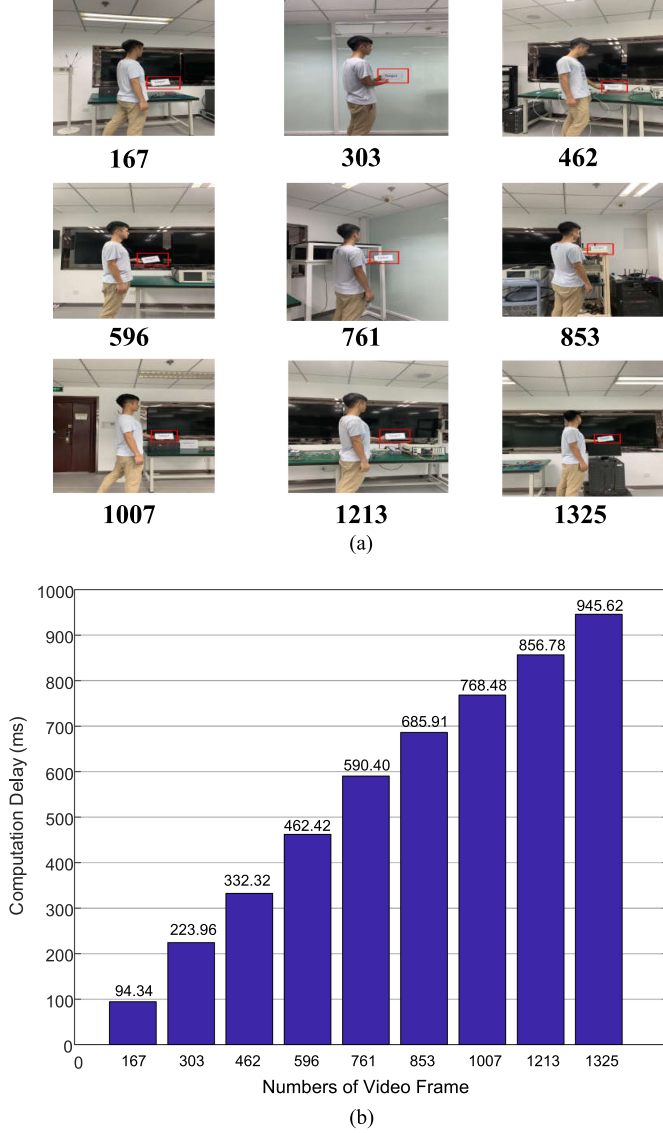 167 303 462
596 761 853
1007 1213 1325
(a)
1000
900
800
700
600
500
400
300
200
100
0
0
Computation Delay (ms)
94.34
223.96
332.32
462.42
590.40
685.91
768.48
856.78
945.62
167 303 462 596 761 853 1007 1213 1325
Numbers of Video Frame
(b)